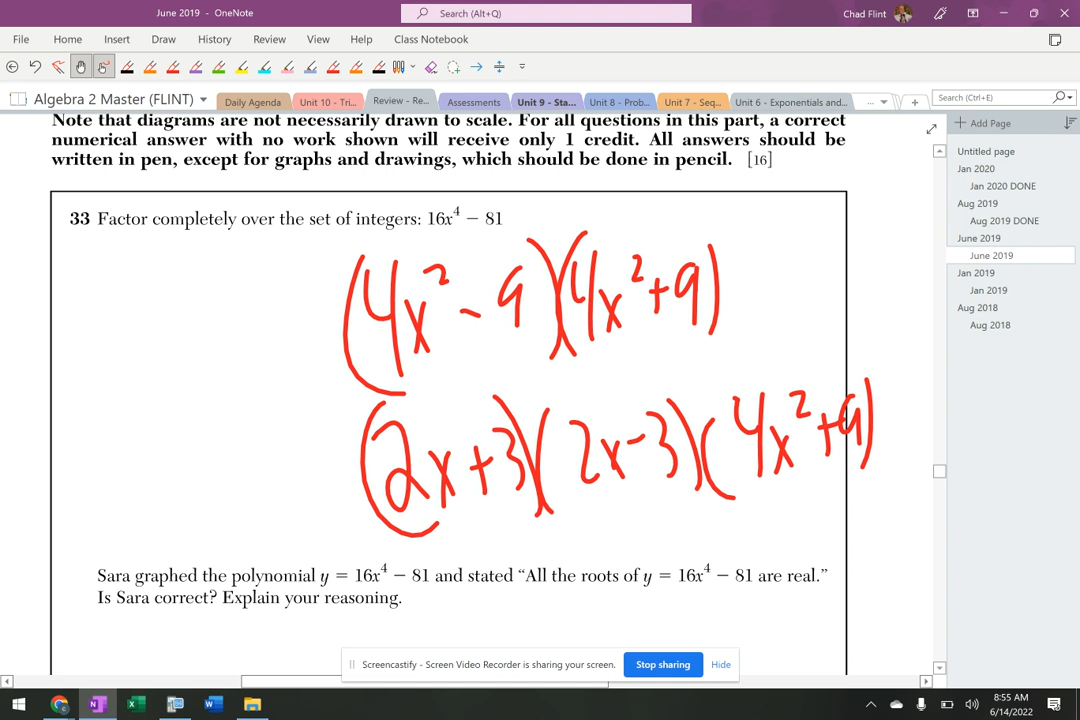 June 2019 - OneNote
Search (Alt+Q)
Chad Flint
File Home Insert Draw History Review View Help Class Notebook
Algebra 2 Master (FLINT)
Daily Agenda
Unit 10 - Tri...
Review - Re...
Assessments
Unit 9 - Sta...
Unit 8 - Prob...
Unit 7 - Seq...
Unit 6 - Exponentials and...
...
Search (Ctrl+E)
Note that diagrams are not necessarily drawn to scale. For all questions in this part, a correct
numerical answer with no work shown will receive only 1 credit. All answers should be
written in pen, except for graphs and drawings, which should be done in pencil. [16]
33 Factor completely over the set of integers: 16x⁴ − 81
(4x² - 9)(4x² + 9)
(2x + 3)(2x - 3)(4x² + 9)
Sara graphed the polynomial y = 16x⁴ − 81 and stated “All the roots of y = 16x⁴ − 81 are real.”
Is Sara correct? Explain your reasoning.
Add Page
Untitled page
Jan 2020
Jan 2020 DONE
Aug 2019
Aug 2019 DONE
June 2019
June 2019
Jan 2019
Jan 2019
Aug 2018
Aug 2018
Screencastify - Screen Video Recorder is sharing your screen.
Stop sharing
Hide
8:55 AM
6/14/2022